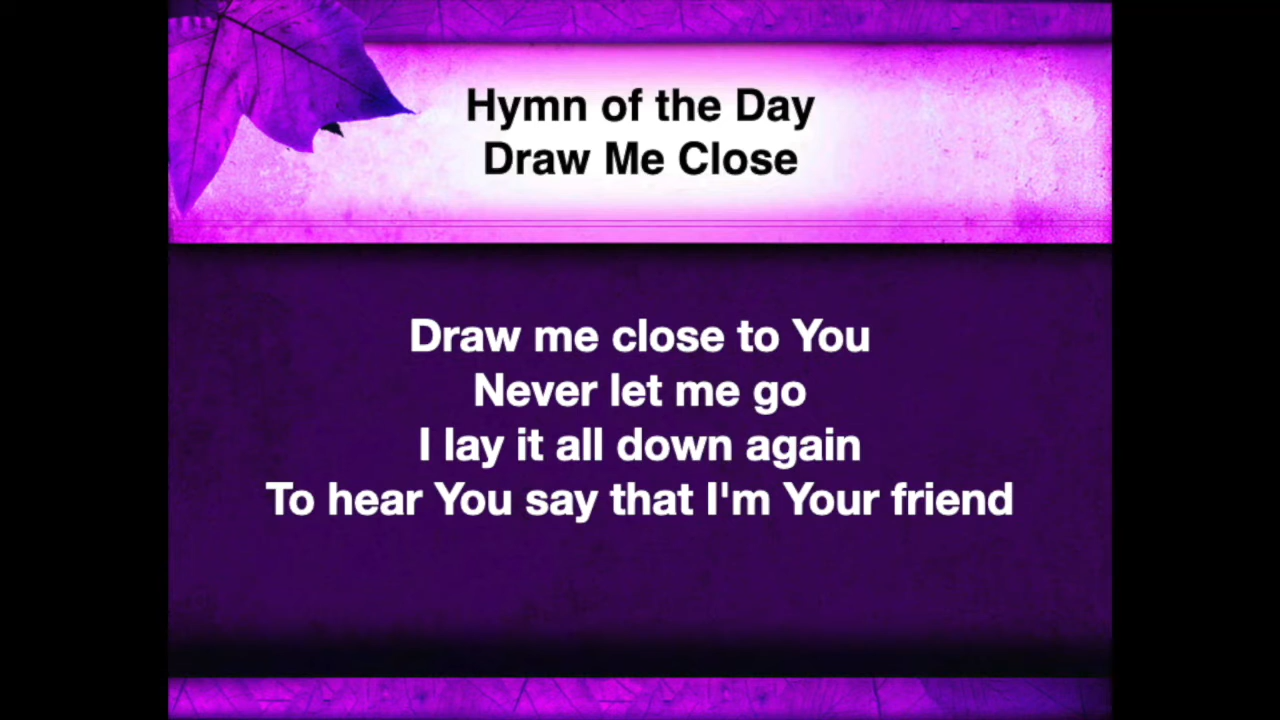 Hymn of the Day
Draw Me Close
Draw me close to You
Never let me go
I lay it all down again
To hear You say that I'm Your friend